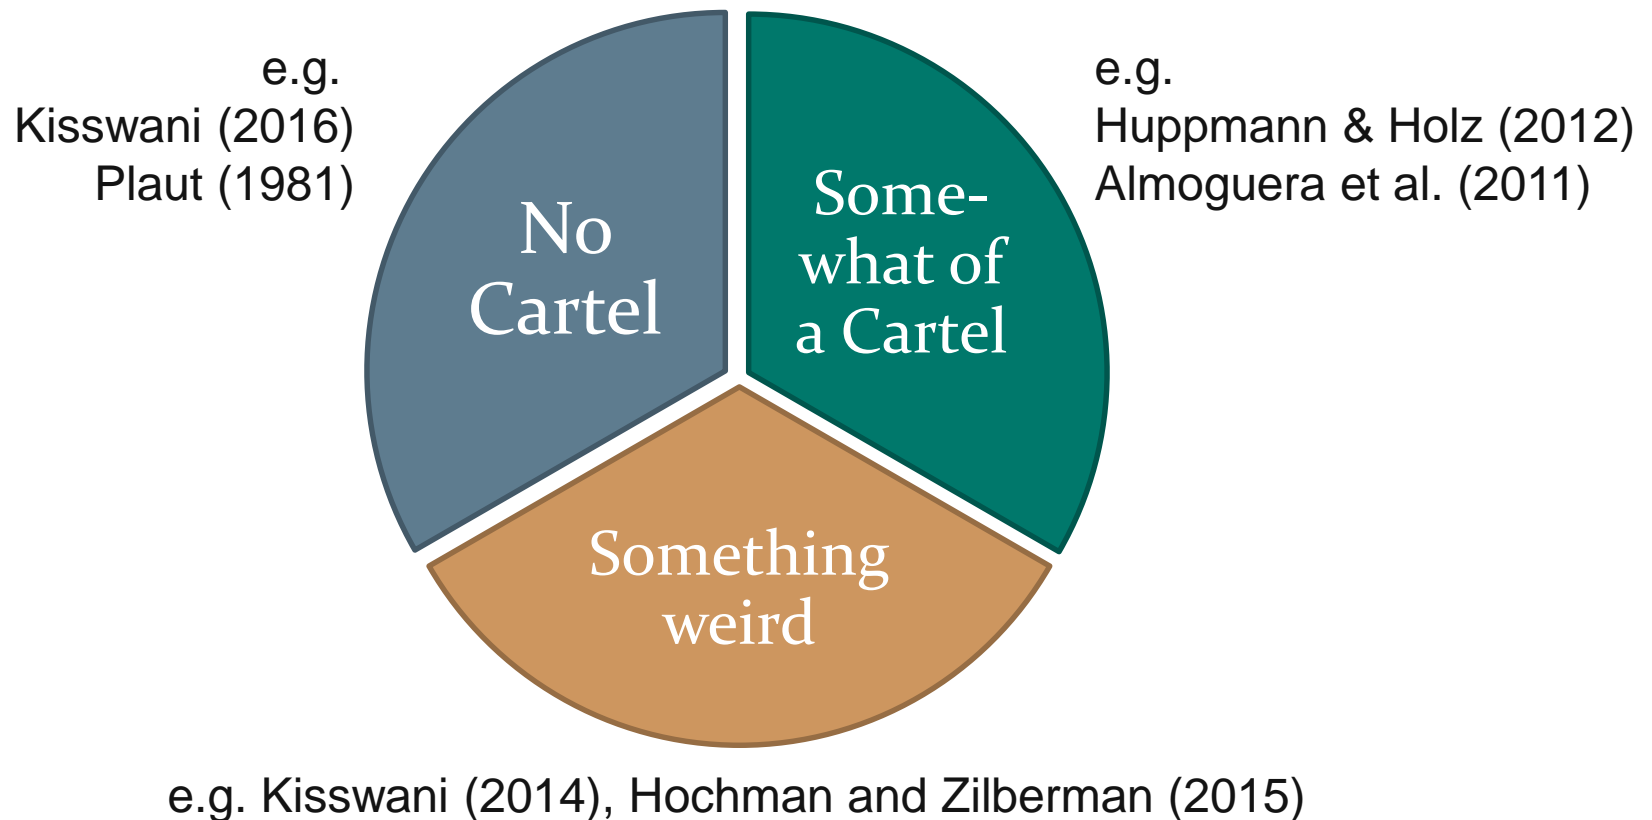 e.g.
Kisswani (2016)
Plaut (1981)
No
Cartel
Some-
what of
a Cartel
e.g.
Huppmann & Holz (2012)
Almoguera et al. (2011)
Something
weird
e.g. Kisswani (2014), Hochman and Zilberman (2015)